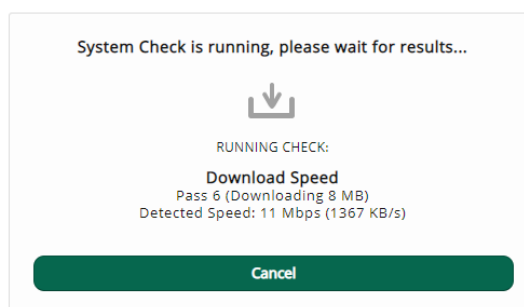 System Check is running, please wait for results...
RUNNING CHECK:
Download Speed
Pass 6 (Downloading 8 MB)
Detected Speed: 11 Mbps (1367 KB/s)
Cancel